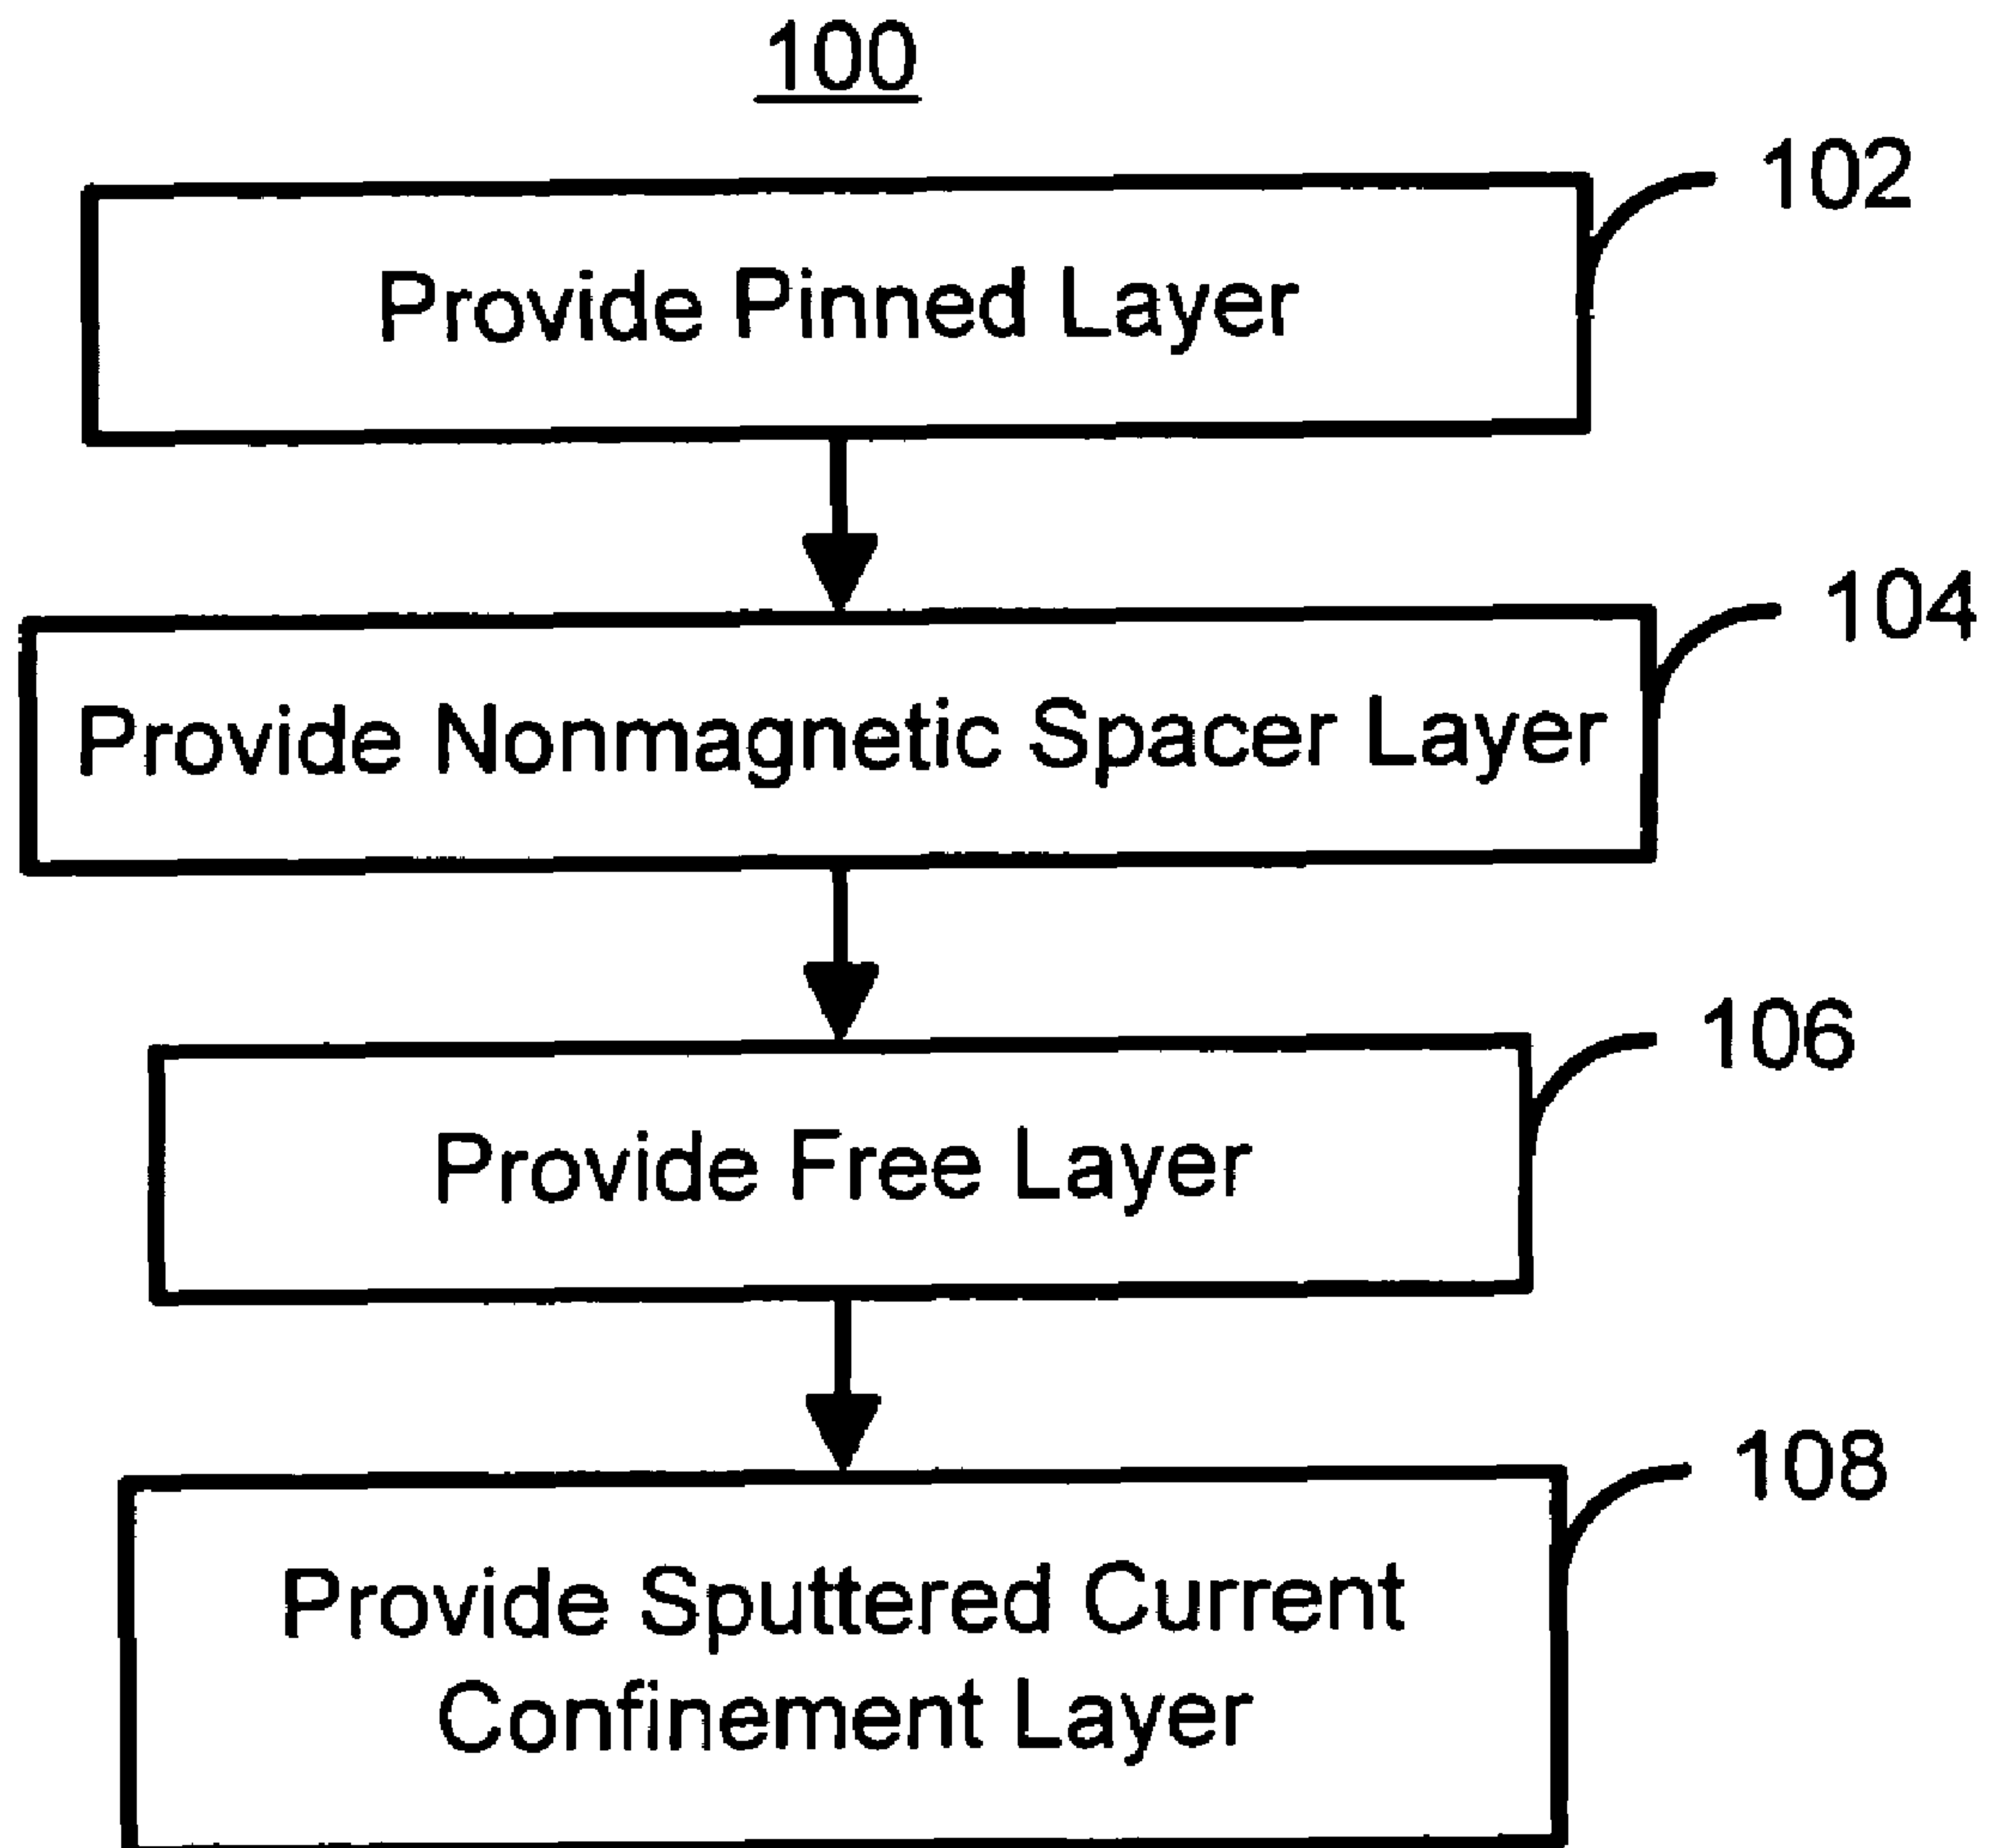 100
102
Provide Pinned Layer
104
Provide Nonmagnetic Spacer Layer
106
Provide Free Layer
108
Provide Sputtered Current
Confinement Layer